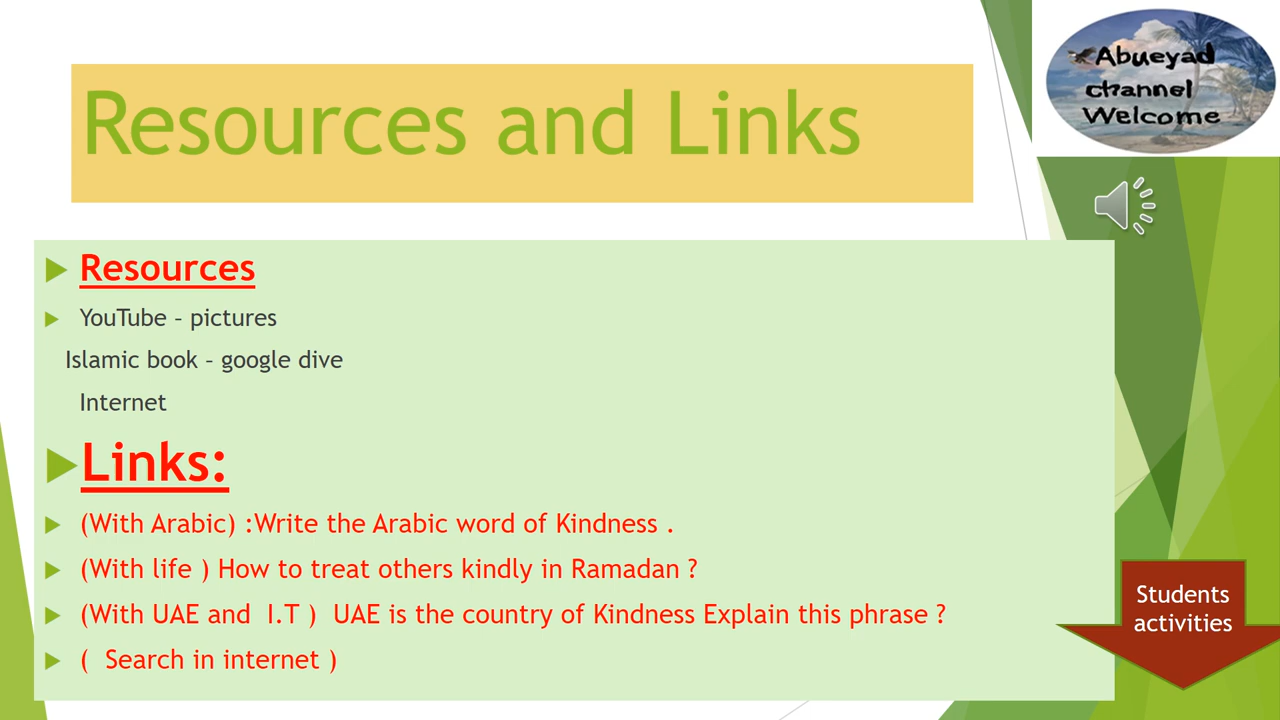 Resources and Links
Abueyad
channel
Welcome
Resources
YouTube – pictures
Islamic book – google dive
Internet
Links:
(With Arabic) :Write the Arabic word of Kindness .
(With life ) How to treat others kindly in Ramadan ?
(With UAE and I.T ) UAE is the country of Kindness Explain this phrase ?
( Search in internet )
Students
activities